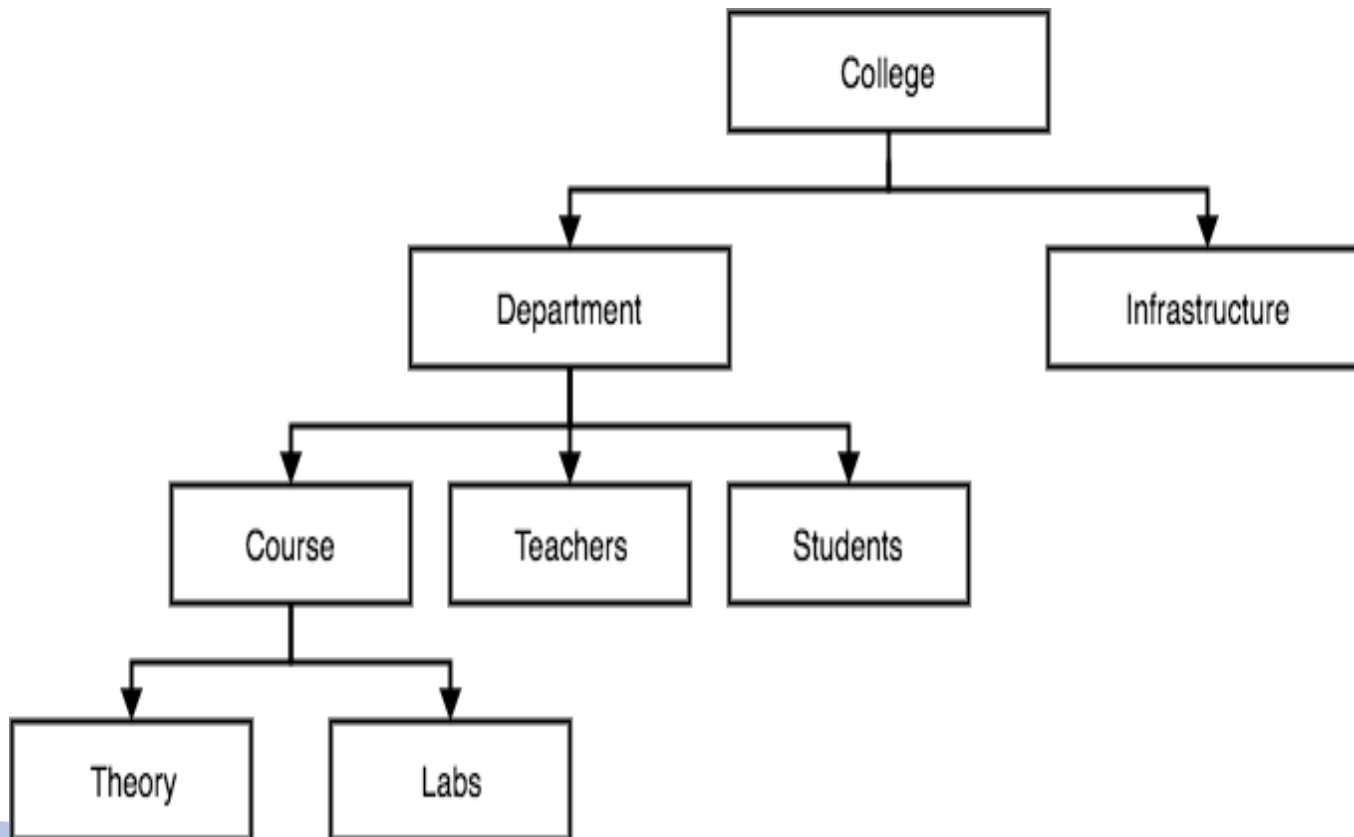 College
Department
Infrastructure
Course
Teachers
Students
Theory
Labs